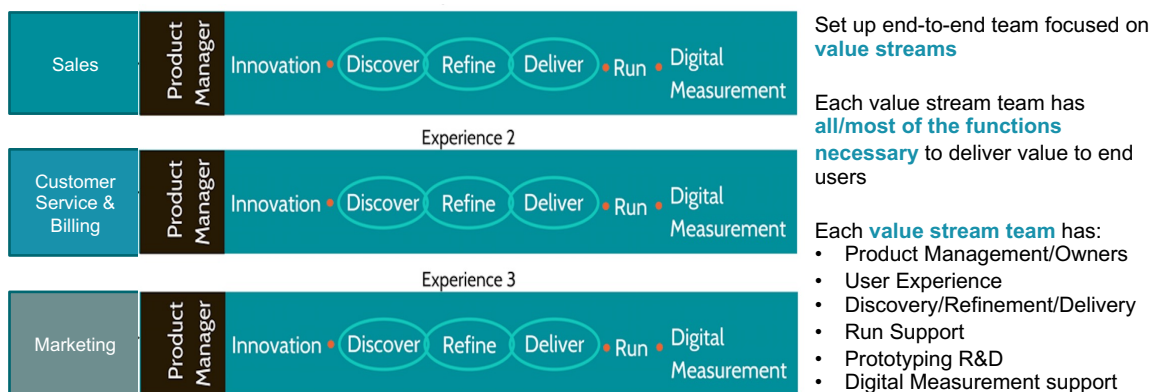 Sales
Product
Manager
Innovation • Discover Refine Deliver • Run • Digital
Measurement
Experience 2
Customer
Service &
Billing
Product
Manager
Innovation • Discover Refine Deliver • Run • Digital
Measurement
Experience 3
Marketing
Product
Manager
Innovation • Discover Refine Deliver • Run • Digital
Measurement
Set up end-to-end team focused on
value streams
Each value stream team has
all/most of the functions
necessary to deliver value to end
users
Each value stream team has:
• Product Management/Owners
• User Experience
• Discovery/Refinement/Delivery
• Run Support
• Prototyping R&D
• Digital Measurement support